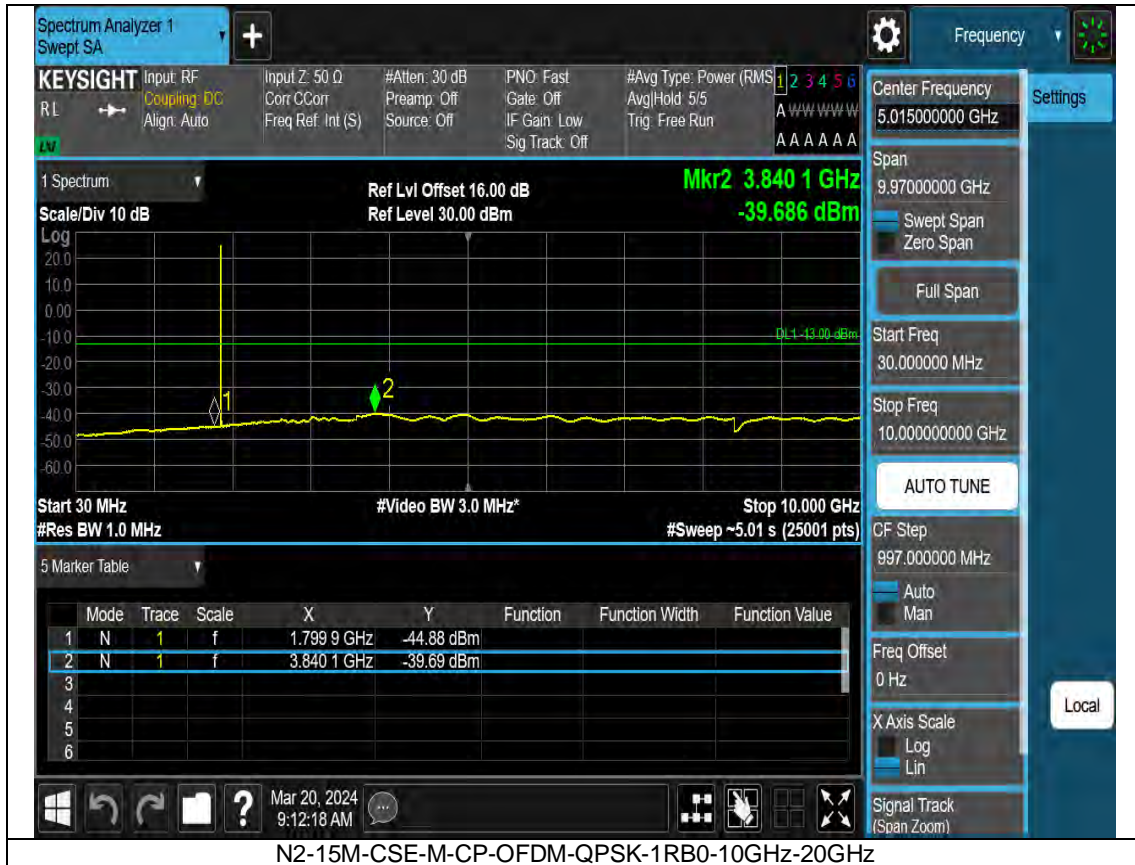 Spectrum Analyzer 1
Swept SA
Frequency
KEYSIGHT
RL
Input: RF
Coupling: DC
Align: Auto
Input Z: 50 Ω
Corr CCorr
Freq Ref: Int (S)
#Atten: 30 dB
Preamp: Off
Source: Off
PNO: Fast
Gate: Off
IF Gain: Low
Sig Track: Off
#Avg Type: Power (RMS
Avg|Hold: 5/5
Trig: Free Run
1 2 3 4 5 6
A W W W W W
A A A A A A
Center Frequency
5.015000000 GHz
Settings
Span
9.97000000 GHz
Swept Span
Zero Span
Full Span
Start Freq
30.000000 MHz
Stop Freq
10.000000000 GHz
AUTO TUNE
CF Step
997.000000 MHz
Auto
Man
Freq Offset
0 Hz
X Axis Scale
Log
Lin
Signal Track
(Span Zoom)
Local
1 Spectrum
Scale/Div 10 dB
Ref Lvl Offset 16.00 dB
Ref Level 30.00 dBm
Mkr2 3.840 1 GHz
-39.686 dBm
Log
20.0
10.0
0.00
-10.0
-20.0
-30.0
-40.0
-50.0
-60.0
DL1 -13.00 dBm
1
2
Start 30 MHz
#Video BW 3.0 MHz*
Stop 10.000 GHz
#Res BW 1.0 MHz
#Sweep ~5.01 s (25001 pts)
5 Marker Table
Mode Trace Scale X Y Function Function Width Function Value
1 N 1 f 1.799 9 GHz -44.88 dBm
2 N 1 f 3.840 1 GHz -39.69 dBm
3
4
5
6
?
Mar 20, 2024
9:12:18 AM
N2-15M-CSE-M-CP-OFDM-QPSK-1RB0-10GHz-20GHz